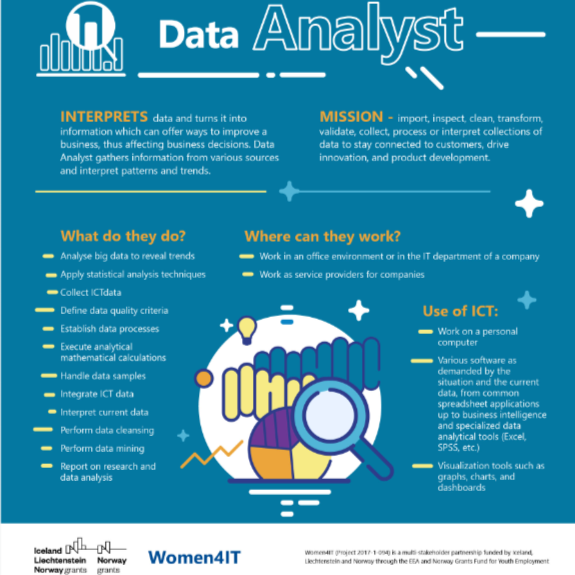 Data Analyst
INTERPRETS data and turns it into
information which can offer ways to improve a
business, thus affecting business decisions. Data
Analyst gathers information from various sources
and interpret patterns and trends.
MISSION - import, inspect, clean, transform,
validate, collect, process or interpret collections of
data to stay connected to customers, drive
innovation, and product development.
What do they do?
Analyse big data to reveal trends
Apply statistical analysis techniques
Collect ICTdata
Define data quality criteria
Establish data processes
Execute analytical
mathematical calculations
Handle data samples
Integrate ICT data
Interpret current data
Perform data cleansing
Perform data mining
Report on research and
data analysis
Where can they work?
Work in an office environment or in the IT department of a company
Work as service providers for companies
Use of ICT:
Work on a personal
computer
Various software as
demanded by the
situation and the current
data, from common
spreadsheet applications
up to business intelligence
and specialized data
analytical tools (Excel,
SPSS, etc.)
Visualization tools such as
graphs, charts, and
dashboards
Iceland
Liechtenstein
Norway grants
Norway
grants
Women4IT
Women4IT (Project 2017-1-094) is a multi-stakeholder partnership funded by Iceland,
Liechtenstein and Norway through the EEA and Norway Grants Fund for Youth Employment